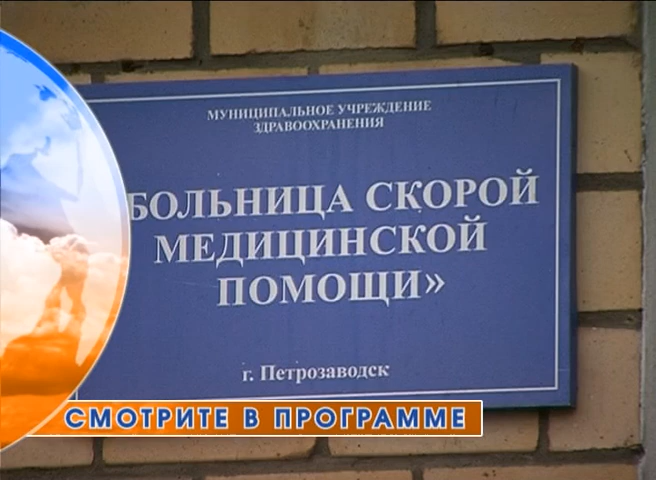 МУНИЦИПАЛЬНОЕ УЧРЕЖДЕНИЕ
ЗДРАВООХРАНЕНИЯ
БОЛЬНИЦА СКОРОЙ
МЕДИЦИНСКОЙ
ПОМОЩИ»
г. Петрозаводск
СМОТРИТЕ В ПРОГРАММЕ